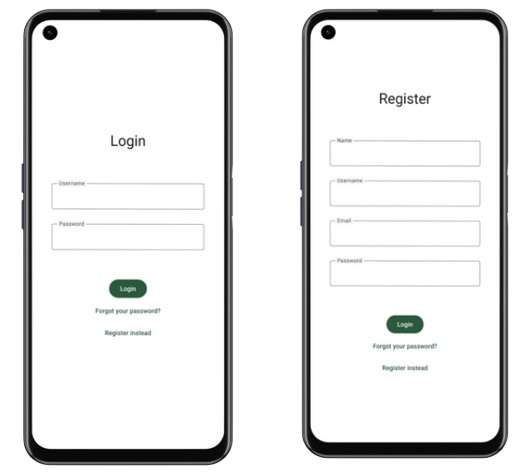 Login
Username
Password
Login
Forgot your password?
Register instead
Register
Name
Username
Email
Password
Login
Forgot your password?
Register instead